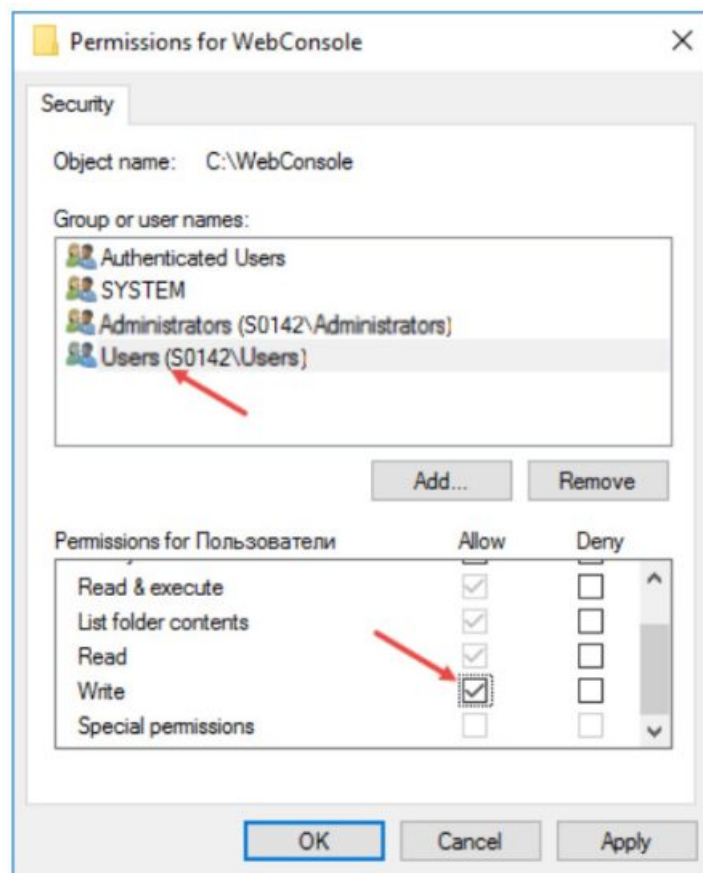 Permissions for WebConsole
Security
Object name: C:\WebConsole
Group or user names:
Authenticated Users
SYSTEM
Administrators (S0142\Administrators)
Users (S0142\Users)
Add... Remove
Permissions for Пользователи Allow Deny
Read & execute
List folder contents
Read
Write
Special permissions
OK Cancel Apply